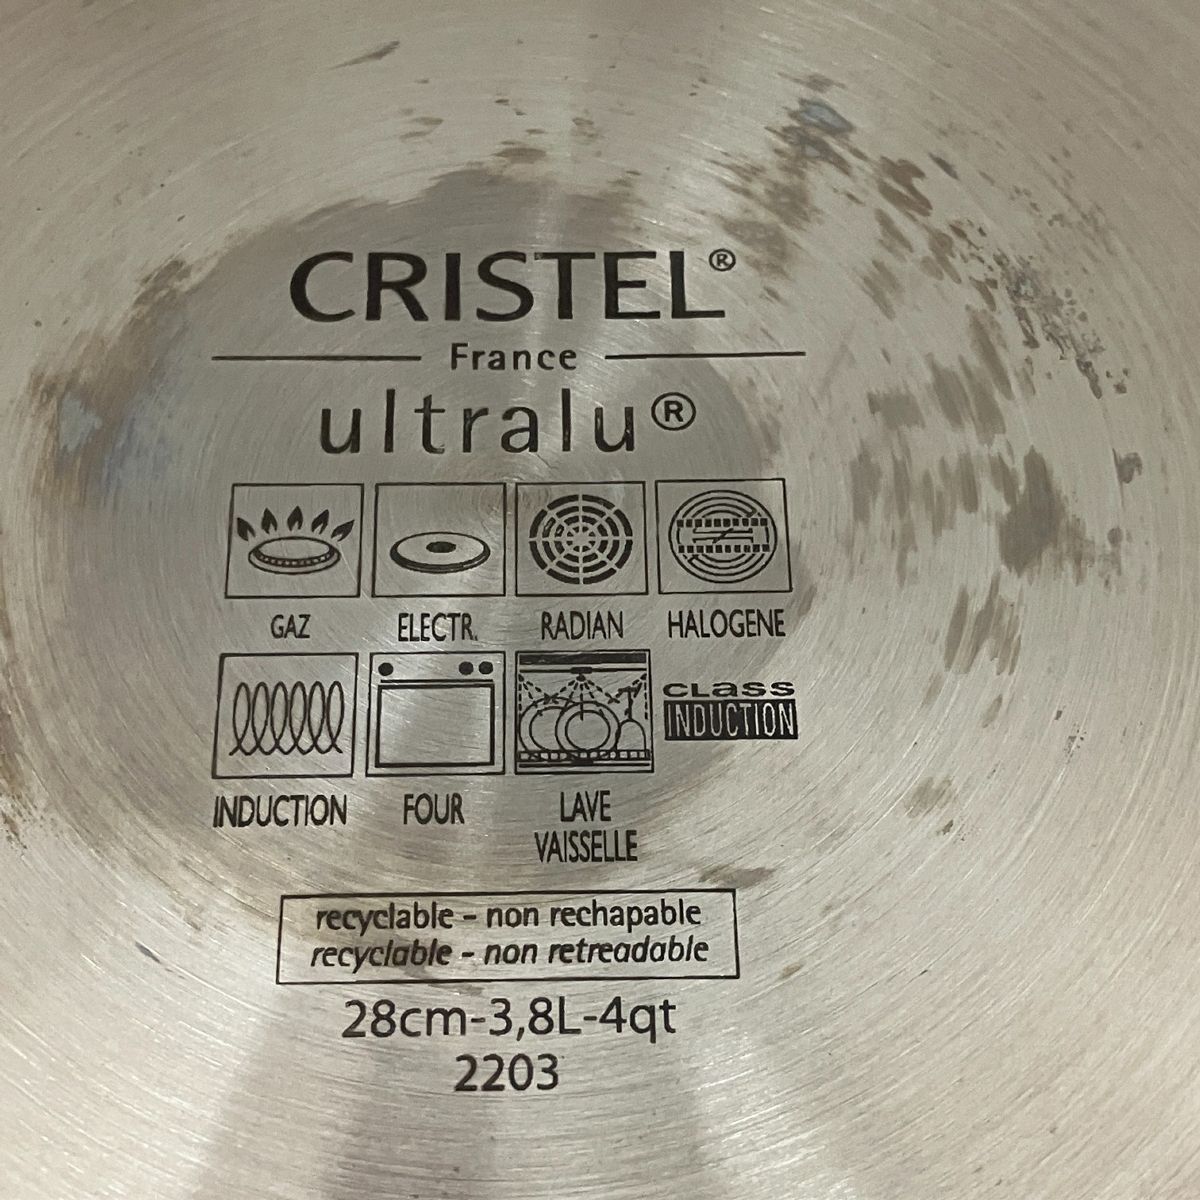 CRISTEL®
France
ultralu®
GAZ ELECTR. RADIAN HALOGENE
CLASS
INDUCTION
INDUCTION FOUR LAVE
VAISSELLE
recyclable - non rechapable
recyclable - non retreadable
28cm-3,8L-4qt
2203